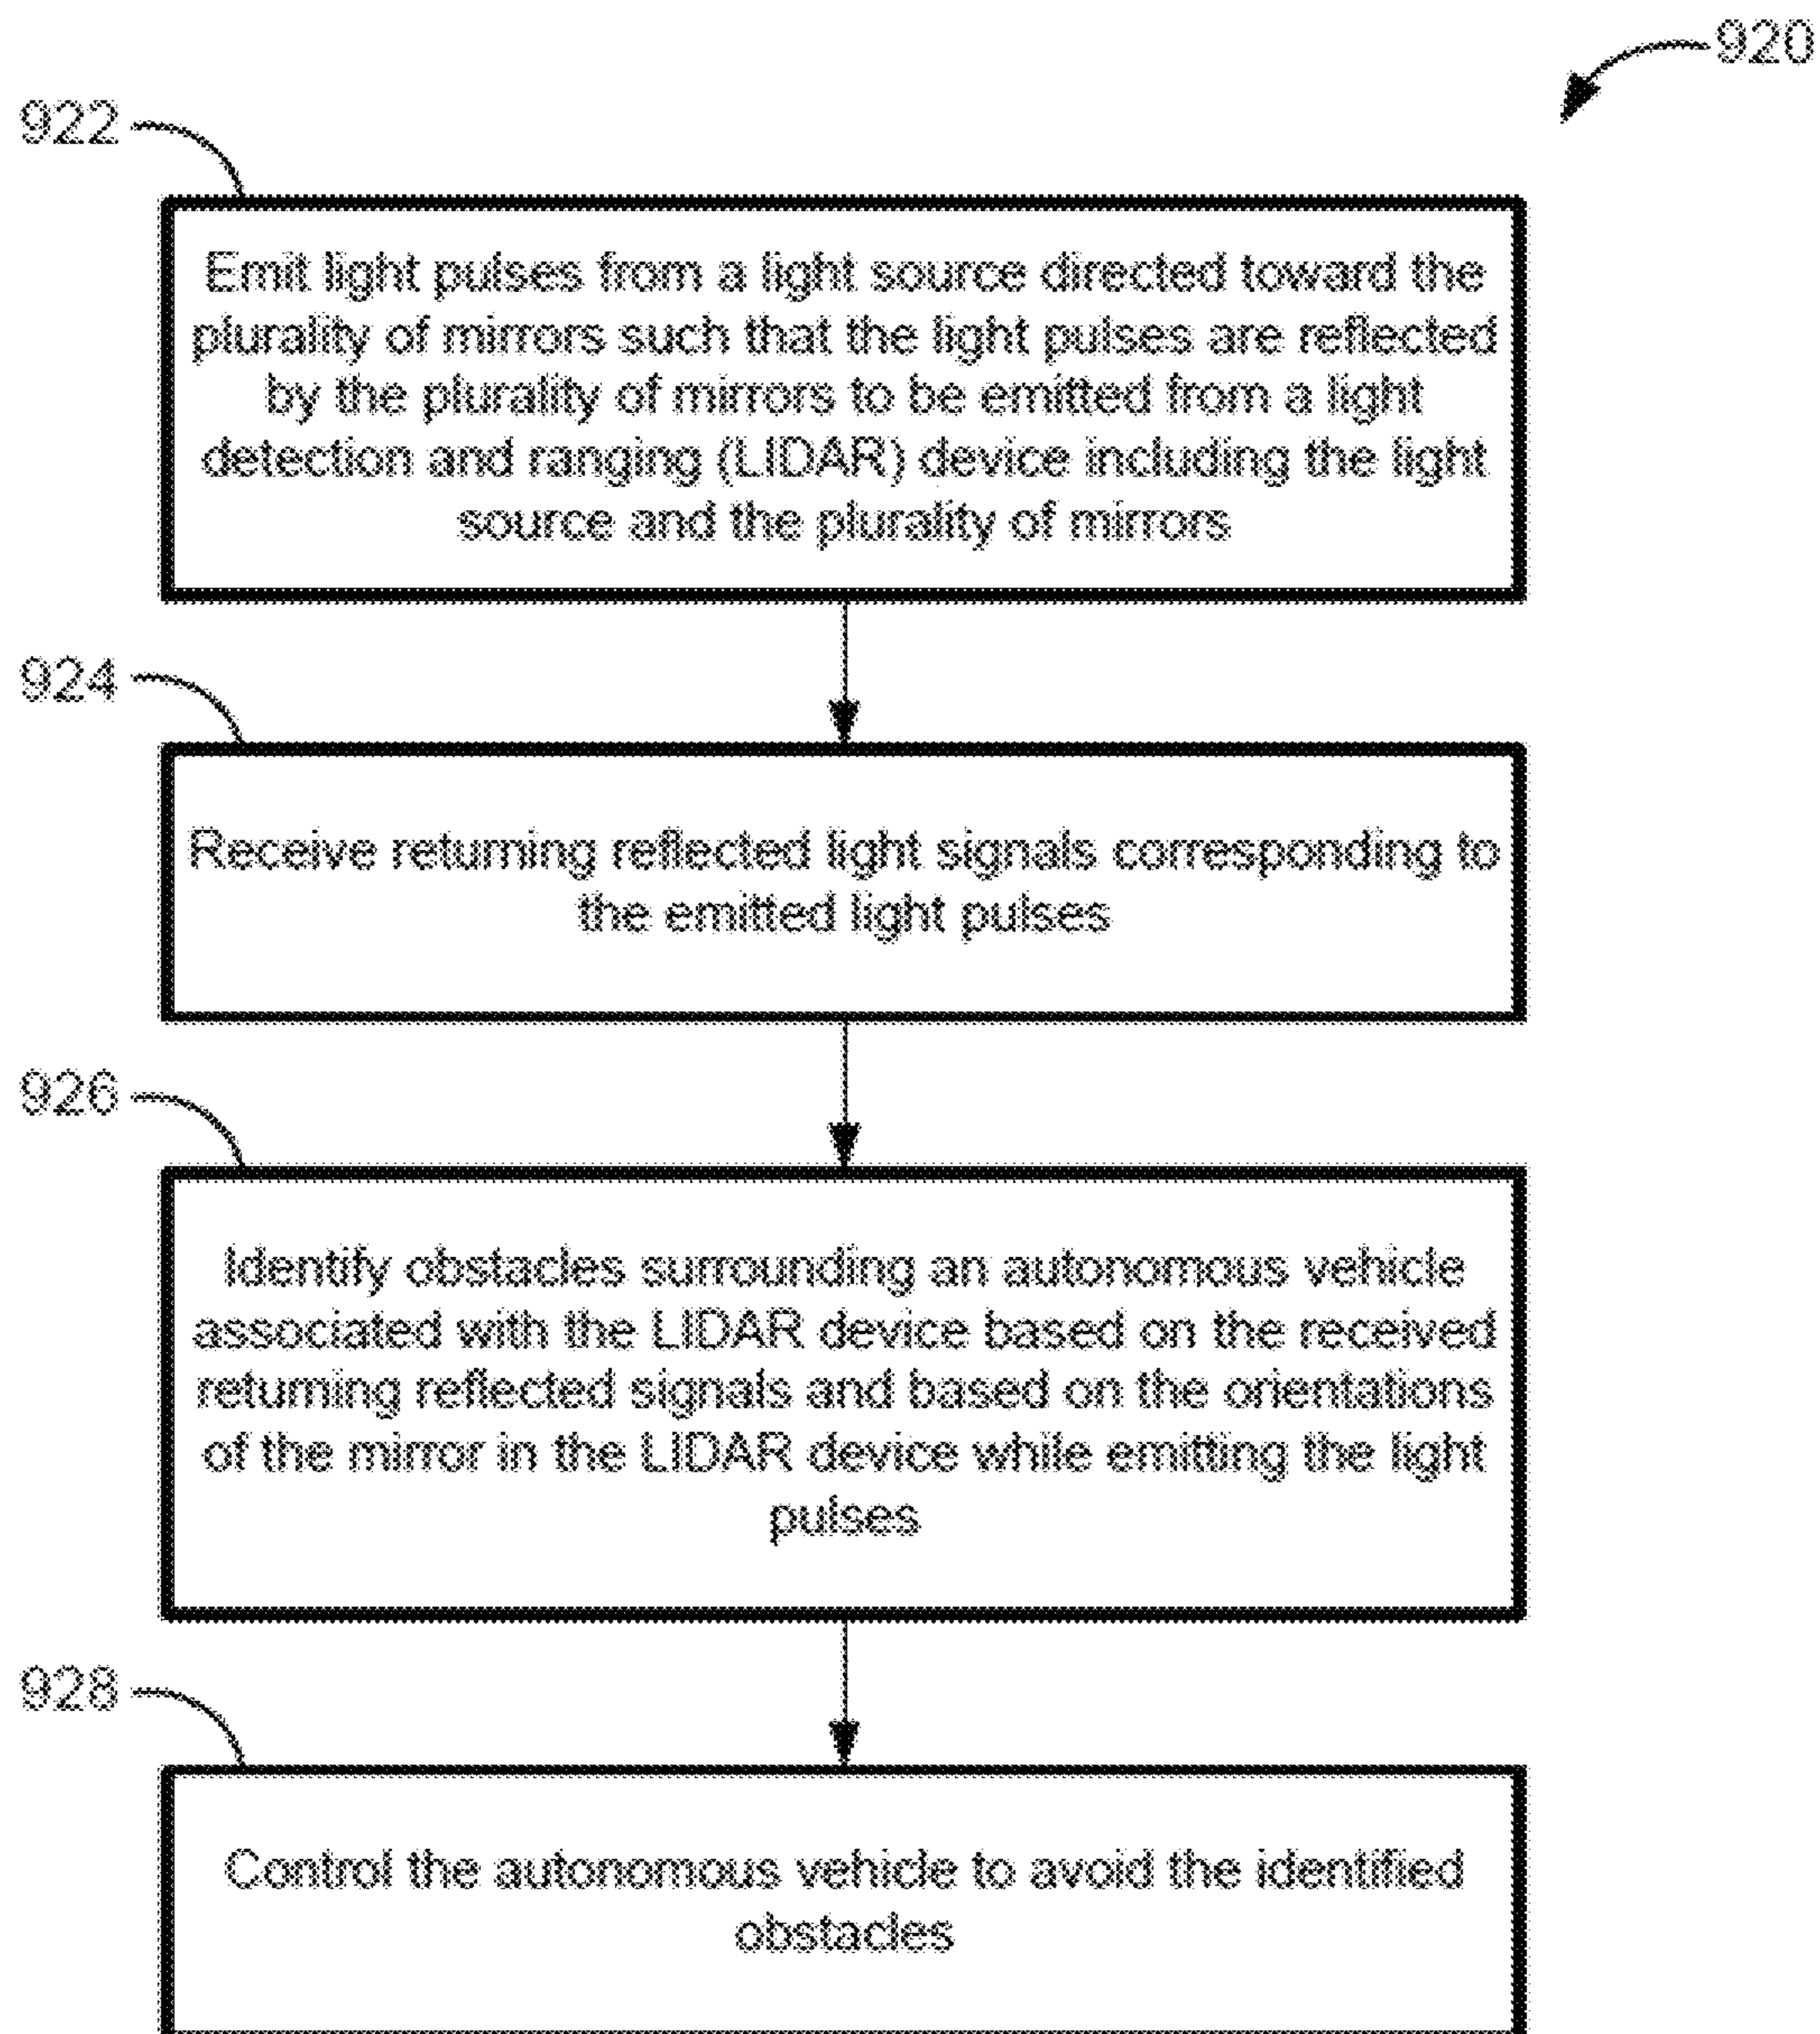 920
922
Emit light pulses from a light source directed toward the
plurality of mirrors such that the light pulses are reflected
by the plurality of mirrors to be emitted from a light
detection and ranging (LIDAR) device including the light
source and the plurality of mirrors
924
Receive returning reflected light signals corresponding to
the emitted light pulses
926
Identify obstacles surrounding an autonomous vehicle
associated with the LIDAR device based on the received
returning reflected signals and based on the orientations
of the mirror in the LIDAR device while emitting the light
pulses
928
Control the autonomous vehicle to avoid the identified
obstacles